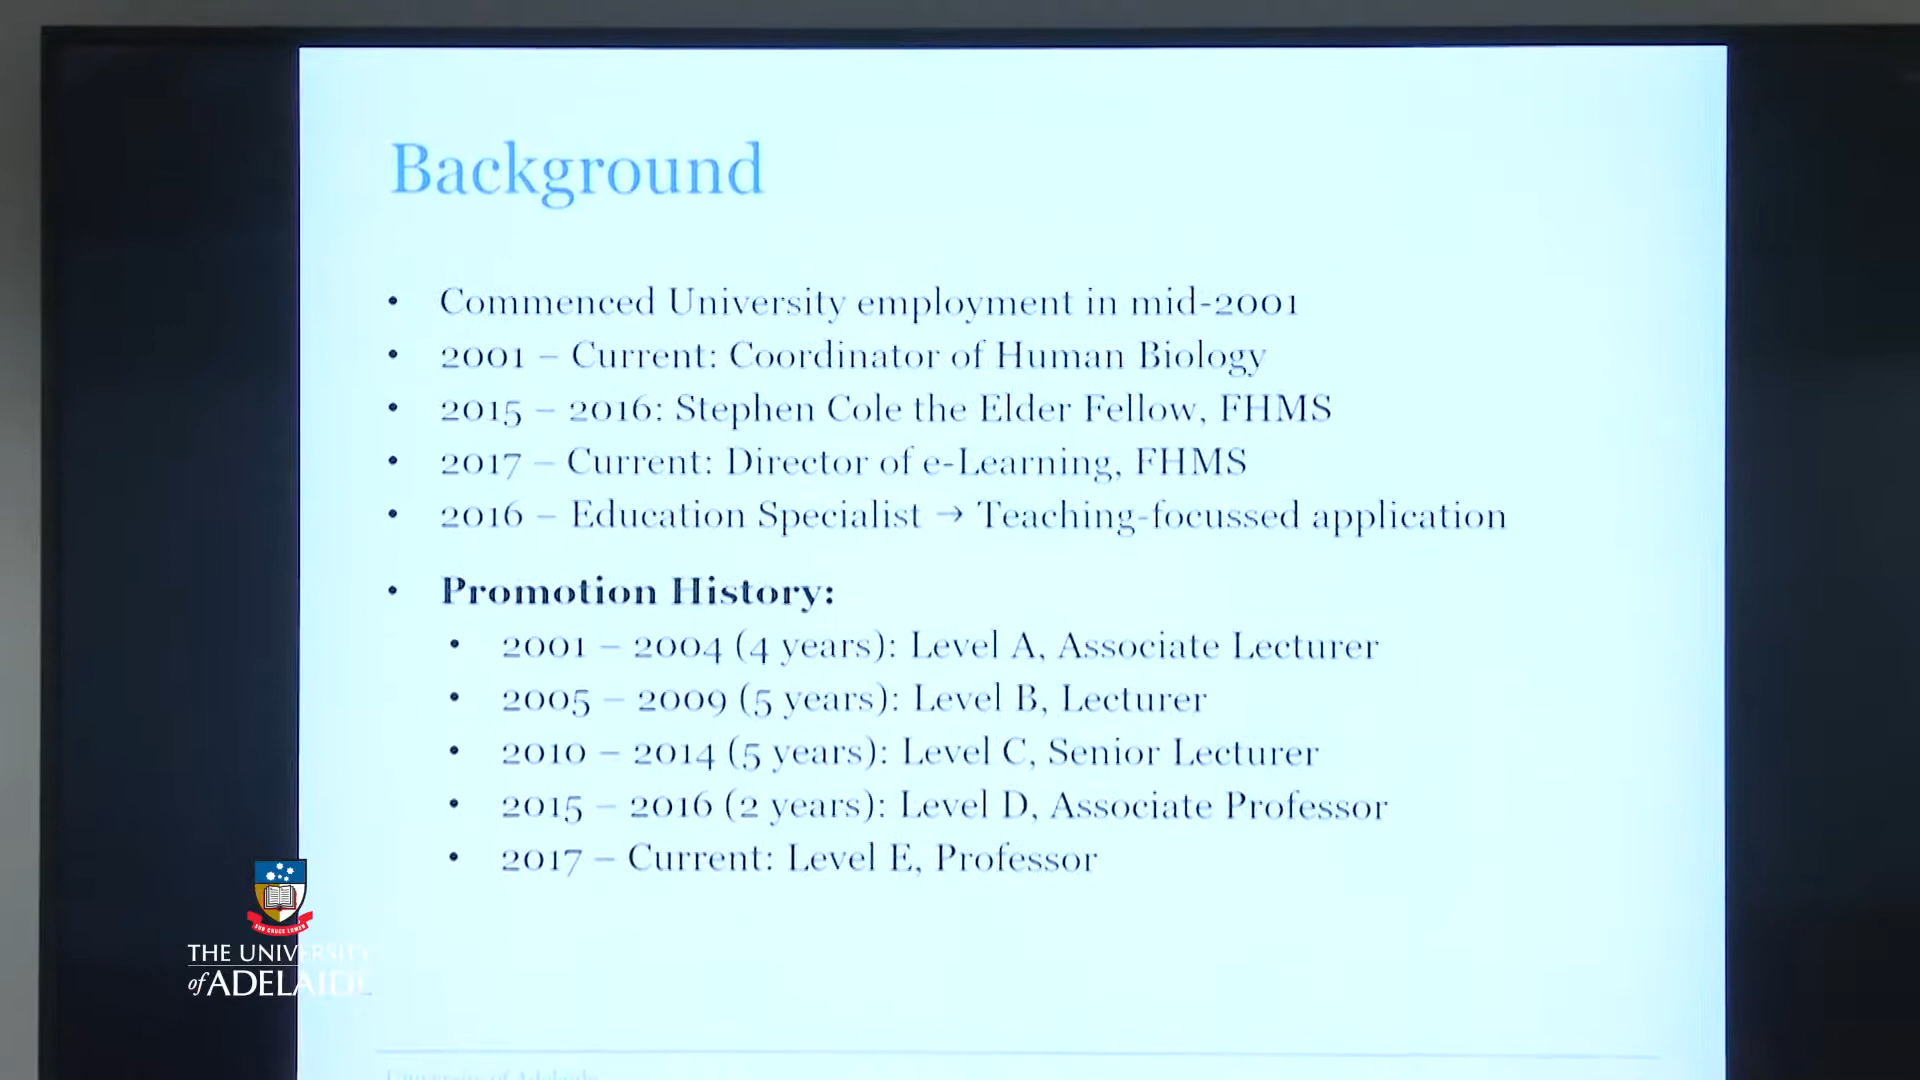 Background
• Commenced University employment in mid-2001
• 2001 – Current: Coordinator of Human Biology
• 2015 – 2016: Stephen Cole the Elder Fellow, FHMS
• 2017 – Current: Director of e-Learning, FHMS
• 2016 – Education Specialist → Teaching-focussed application
• Promotion History:
• 2001 – 2004 (4 years): Level A, Associate Lecturer
• 2005 – 2009 (5 years): Level B, Lecturer
• 2010 – 2014 (5 years): Level C, Senior Lecturer
• 2015 – 2016 (2 years): Level D, Associate Professor
• 2017 – Current: Level E, Professor
THE UNIVERSITY
of ADELAIDE
University of Adelaide